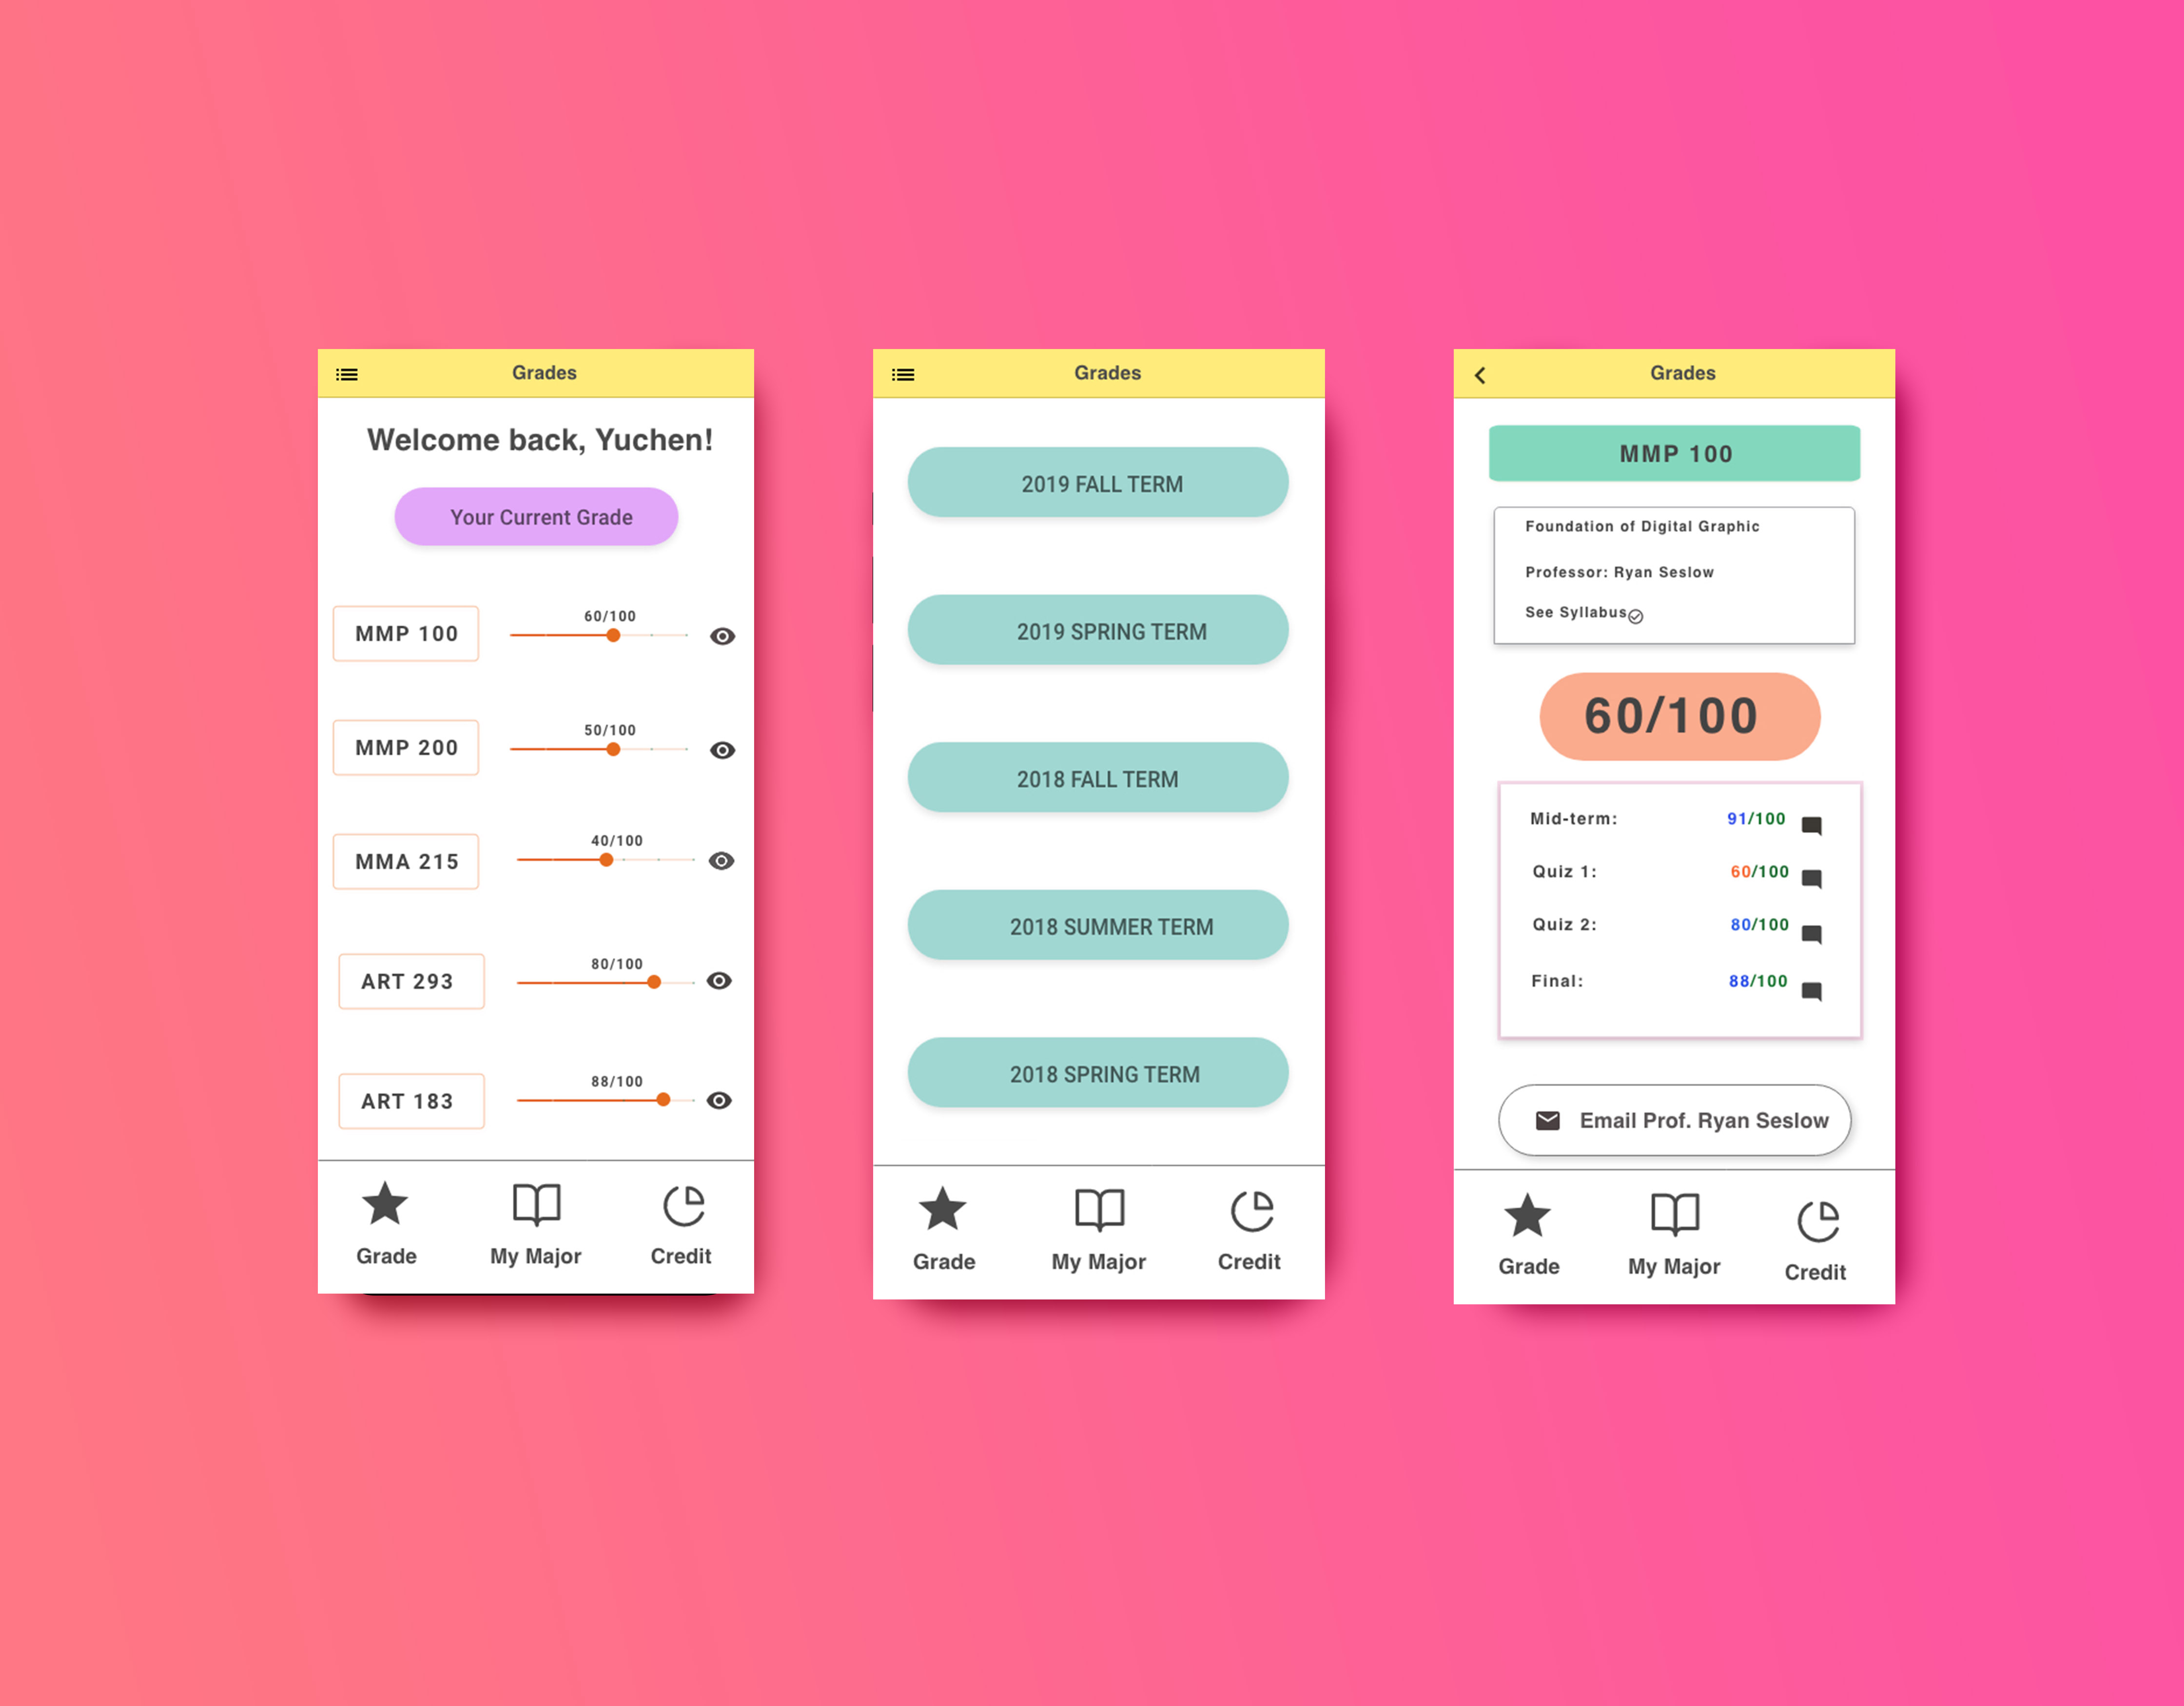 Grades
Welcome back, Yuchen!
Your Current Grade
MMP 100
60/100
MMP 200
50/100
MMA 215
40/100
ART 293
80/100
ART 183
88/100
Grade
My Major
Credit
Grades
2019 FALL TERM
2019 SPRING TERM
2018 FALL TERM
2018 SUMMER TERM
2018 SPRING TERM
Grade
My Major
Credit
Grades
MMP 100
Foundation of Digital Graphic
Professor: Ryan Seslow
See Syllabus
60/100
Mid-term: 91/100
Quiz 1: 60/100
Quiz 2: 80/100
Final: 88/100
Email Prof. Ryan Seslow
Grade
My Major
Credit